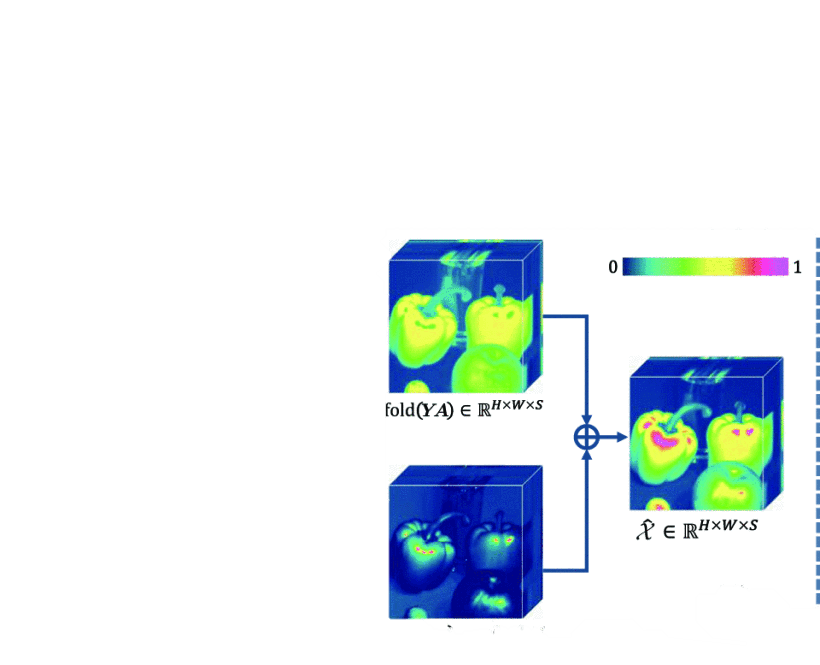 0 1
fold(YA) ∈ ℝ^{H×W×S}
𝒳̂ ∈ ℝ^{H×W×S}